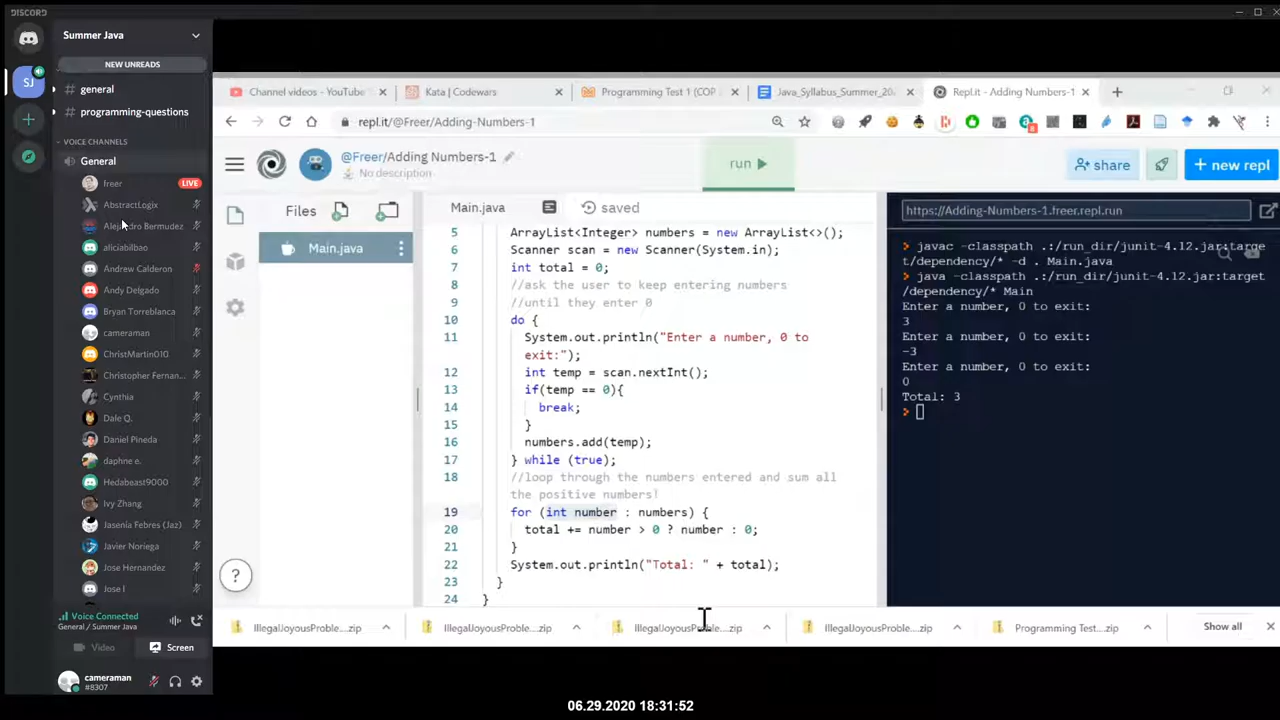 DISCORD
Summer Java
NEW UNREADS
# general
# programming-questions
VOICE CHANNELS
General
freer LIVE
AbstractLogix
Alejandro Bermudez
aliciabilbao
Andrew Calderon
Andy Delgado
Bryan Torreblanca
cameraman
ChristMartin010
Christopher Fernan...
Cynthia
Dale Q.
Daniel Pineda
daphne e.
Hedabeast9000
Ivy Zhang
Jasenia Febres (Jaz)
Javier Noriega
Jose Hernandez
Jose I
Voice Connected
General / Summer Java
Video Screen
cameraman
#8307
SJ
Channel videos - YouTube
Kata | Codewars
Programming Test 1 (COP
Java_Syllabus_Summer_20
Repl.it - Adding Numbers-1
repl.it/@Freer/Adding-Numbers-1
@Freer/Adding Numbers-1
No description
run
share
+ new repl
Files
Main.java
Main.java
saved
5 ArrayList<Integer> numbers = new ArrayList<>();
6 Scanner scan = new Scanner(System.in);
7 int total = 0;
8 //ask the user to keep entering numbers
9 //until they enter 0
10 do {
11 System.out.println("Enter a number, 0 to
exit:");
12 int temp = scan.nextInt();
13 if(temp == 0){
14 break;
15 }
16 numbers.add(temp);
17 } while (true);
18 //loop through the numbers entered and sum all
the positive numbers!
19 for (int number : numbers) {
20 total += number > 0 ? number : 0;
21 }
22 System.out.println("Total: " + total);
23 }
24 }
?
https://Adding-Numbers-1.freer.repl.run
> javac -classpath .:/run_dir/junit-4.12.jar:targe
t/dependency/* -d . Main.java
> java -classpath .:/run_dir/junit-4.12.jar:target
/dependency/* Main
Enter a number, 0 to exit:
3
Enter a number, 0 to exit:
-3
Enter a number, 0 to exit:
0
Total: 3
>
IllegalJoyousProble....zip
IllegalJoyousProble....zip
IllegalJoyousProble....zip
IllegalJoyousProble....zip
Programming Test....zip
Show all
06.29.2020 18:31:52